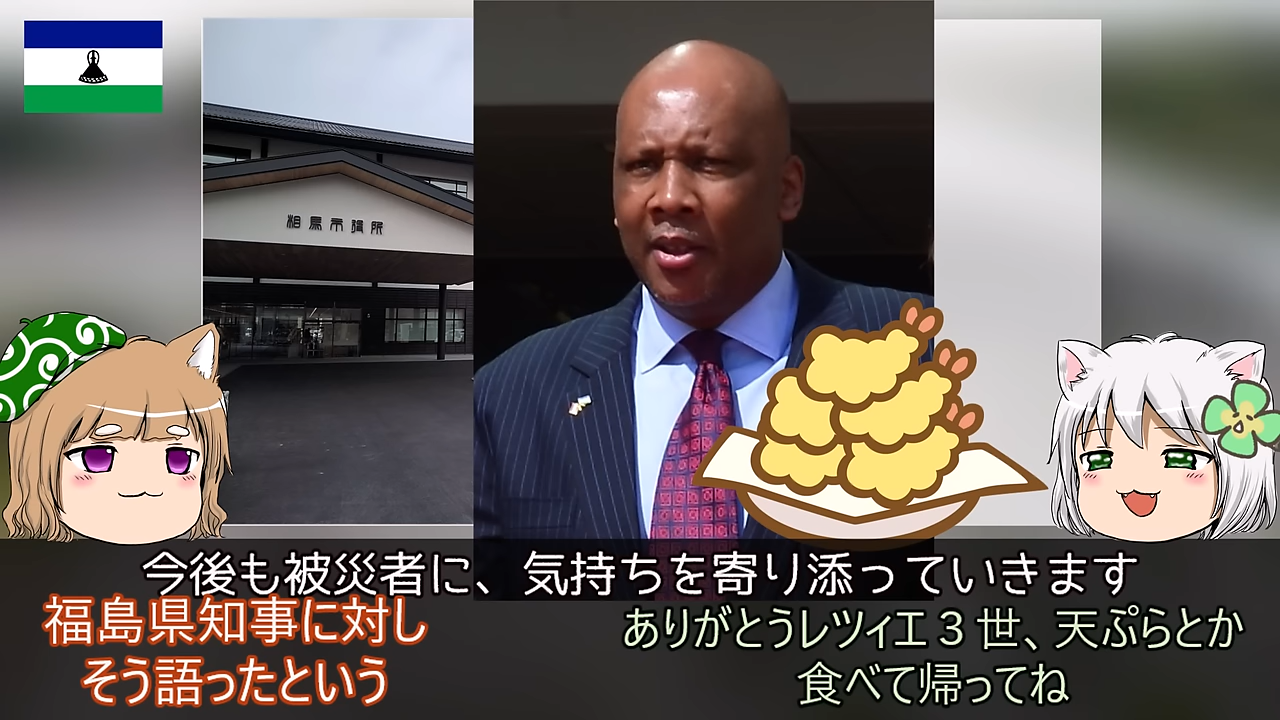 相馬市役所
今後も被災者に、気持ちを寄り添っていきます
福島県知事に対し
そう語ったという
ありがとうレツィエ３世、天ぷらとか
食べて帰ってね